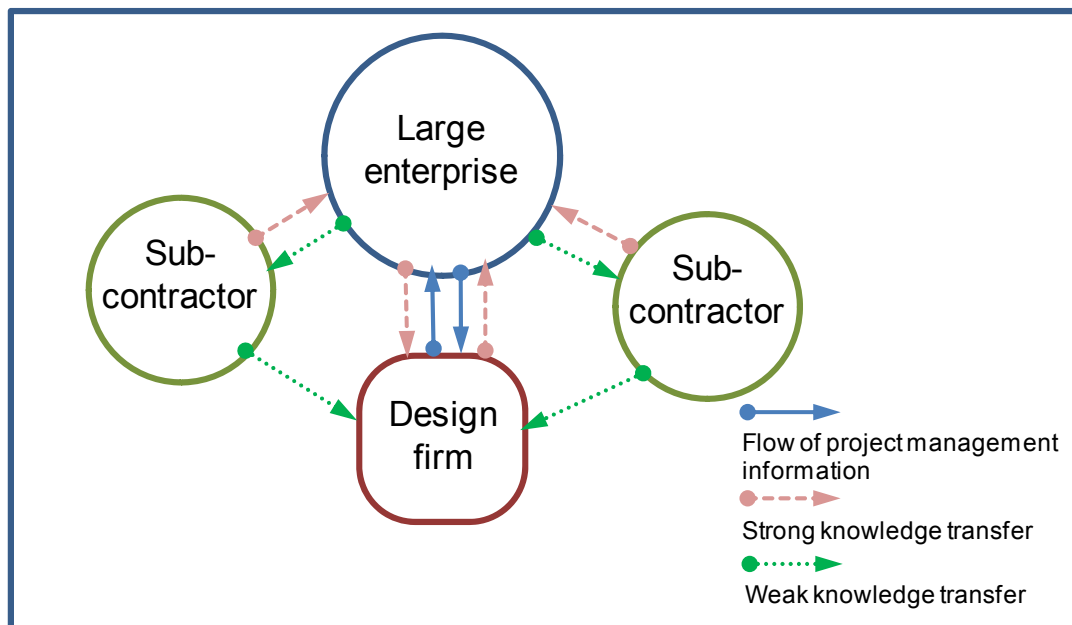 Large
enterprise
Sub-
contractor
Sub-
contractor
Design
firm
Flow of project management
information
Strong knowledge transfer
Weak knowledge transfer